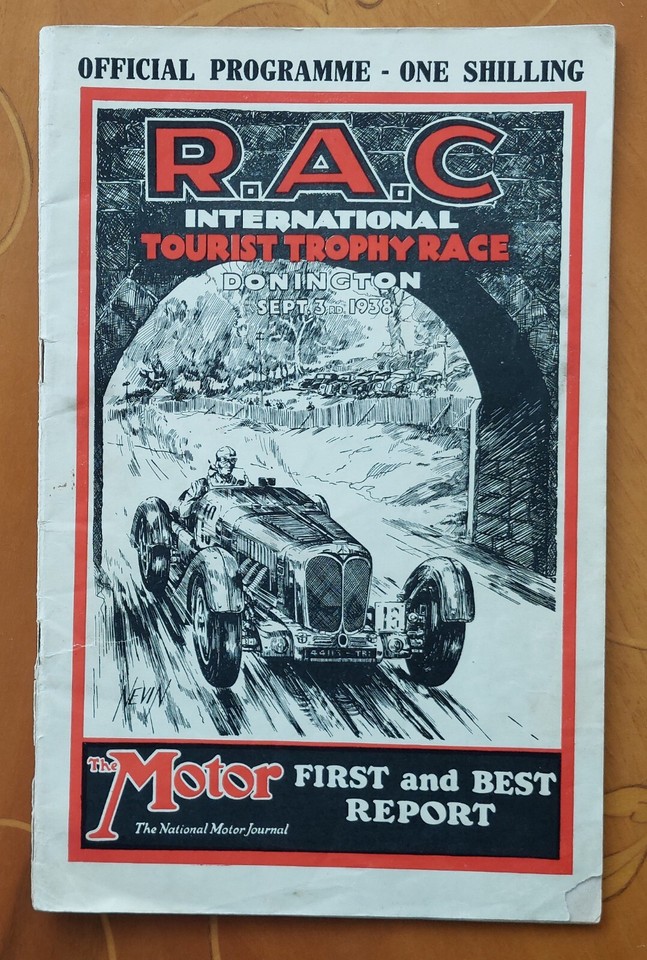 OFFICIAL PROGRAMME - ONE SHILLING
R.A.C
INTERNATIONAL
TOURIST TROPHY RACE
DONINGTON
SEPT. 3RD. 1938
NEVIN
The Motor
The National Motor Journal
FIRST and BEST
REPORT